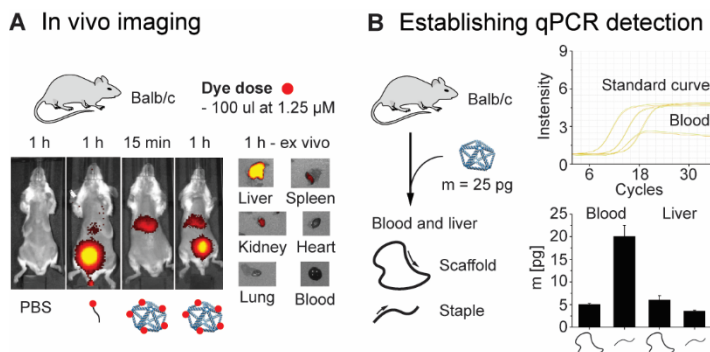 A In vivo imaging
Balb/c
Dye dose
- 100 ul at 1.25 μM
1 h
1 h
15 min
1 h
1 h - ex vivo
Liver
Spleen
Kidney
Heart
Lung
Blood
PBS
B Establishing qPCR detection
Balb/c
m = 25 pg
Blood and liver
Scaffold
Staple
Instensity
9
6
3
0
Standard curve
Blood
6
18
30
Cycles
Blood
Liver
m [pg]
25
20
15
10
5
0